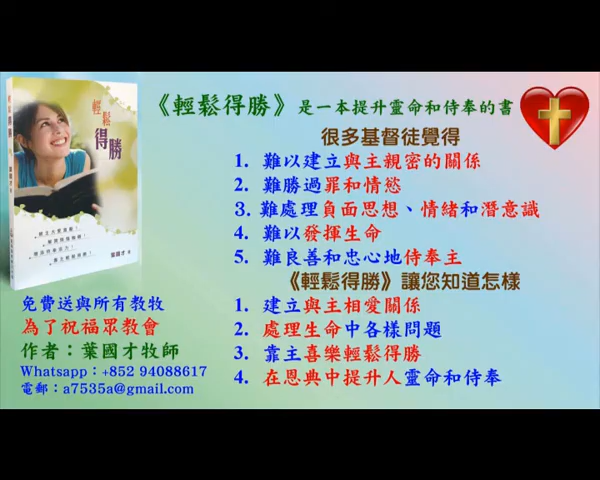 《輕鬆得勝》是一本提升靈命和侍奉的書
很多基督徒覺得
1. 難以建立與主親密的關係
2. 難勝過罪和情慾
3. 難處理負面思想、情緒和潛意識
4. 難以發揮生命
5. 難良善和忠心地侍奉主
《輕鬆得勝》讓您知道怎樣
1. 建立與主相愛關係
2. 處理生命中各樣問題
3. 靠主喜樂輕鬆得勝
4. 在恩典中提升人靈命和侍奉
輕鬆
得勝
輕鬆得勝
葉國才 著
免費送與所有教牧
為了祝福眾教會
作者：葉國才牧師
Whatsapp：+852 94088617
電郵：a7535a@gmail.com